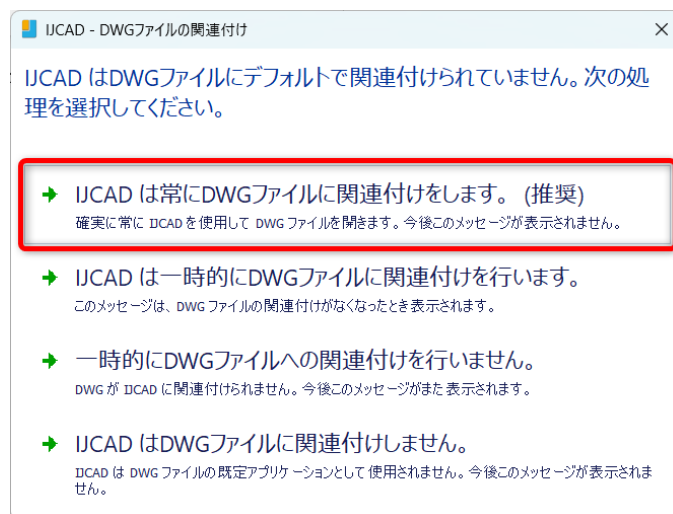 IJCAD - DWGファイルの関連付け
IJCAD はDWGファイルにデフォルトで関連付けられていません。次の処
理を選択してください。
IJCAD は常にDWGファイルに関連付けをします。 (推奨)
確実に常に IJCAD を使用して DWG ファイルを開きます。今後このメッセージが表示されません。
IJCAD は一時的にDWGファイルに関連付けを行います。
このメッセージは、DWG ファイルの関連付けがなくなったとき表示されます。
一時的にDWGファイルへの関連付けを行いません。
DWG が IJCAD に関連付けられません。今後このメッセージがまた表示されます。
IJCAD はDWGファイルに関連付けしません。
IJCAD は DWG ファイルの既定アプリケーションとして使用されません。今後このメッセージが表示されま
せん。